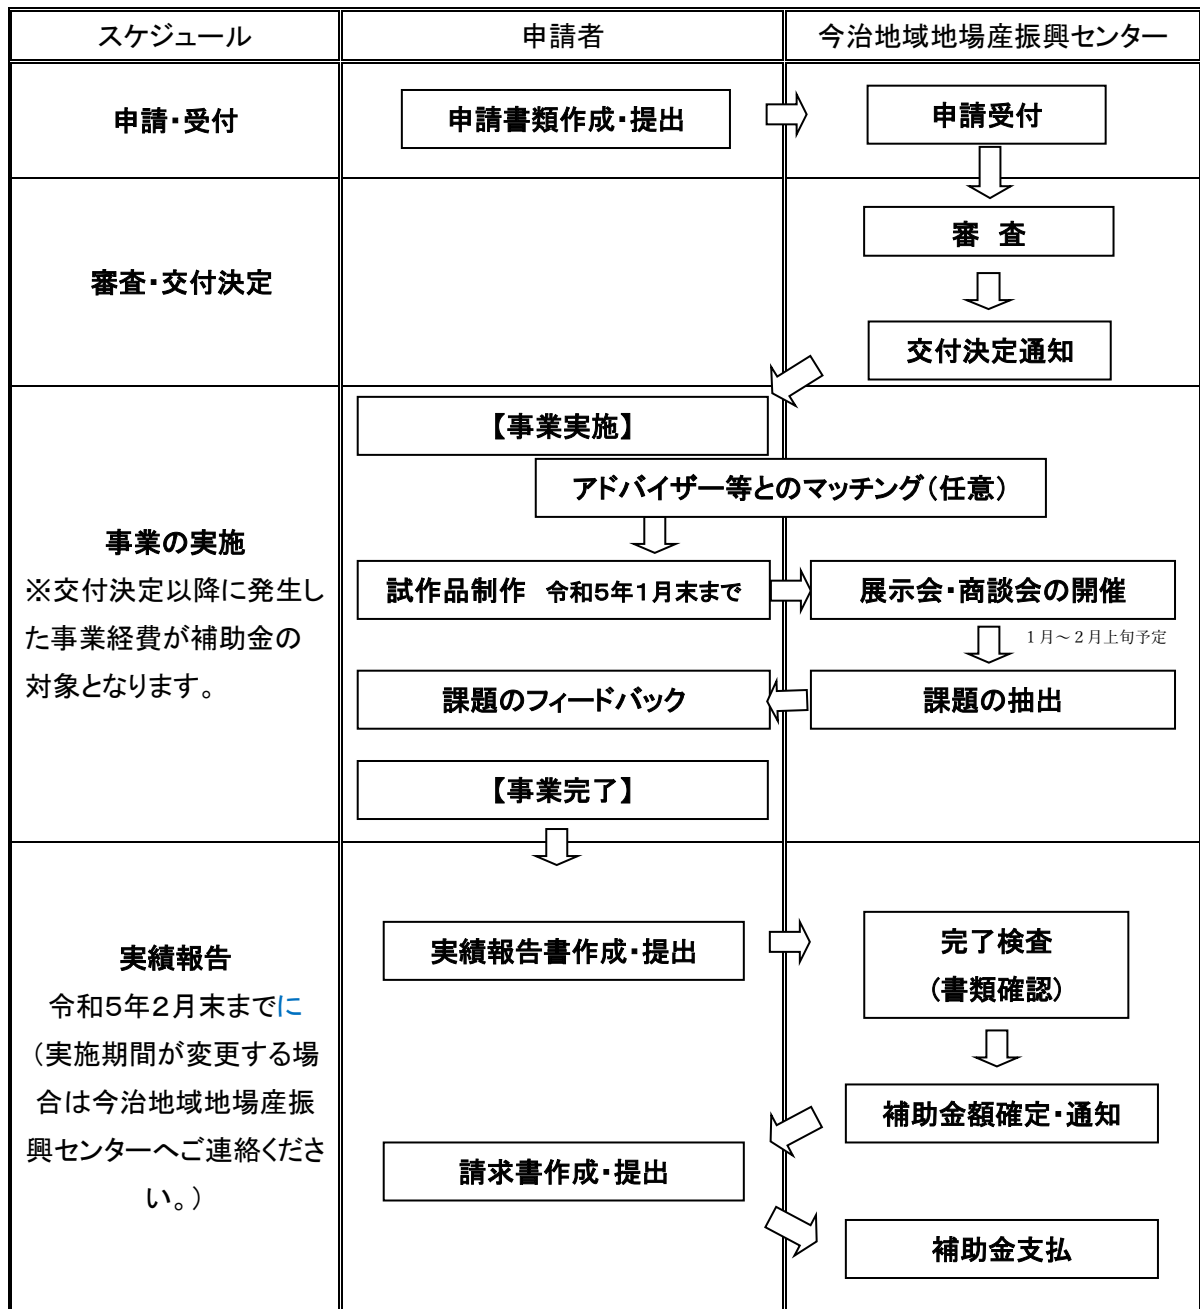 スケジュール
申請者
今治地域地場産振興センター
申請・受付
申請書類作成・提出
申請受付
審査・交付決定
審　査
交付決定通知
事業の実施
※交付決定以降に発生し
た事業経費が補助金の
対象となります。
【事業実施】
アドバイザー等とのマッチング（任意）
試作品制作　令和５年１月末まで
展示会・商談会の開催
１月～２月上旬予定
課題のフィードバック
課題の抽出
【事業完了】
実績報告
令和５年２月末までに
（実施期間が変更する場
合は今治地域地場産振
興センターへご連絡くださ
い。）
実績報告書作成・提出
完了検査
（書類確認）
補助金額確定・通知
請求書作成・提出
補助金支払